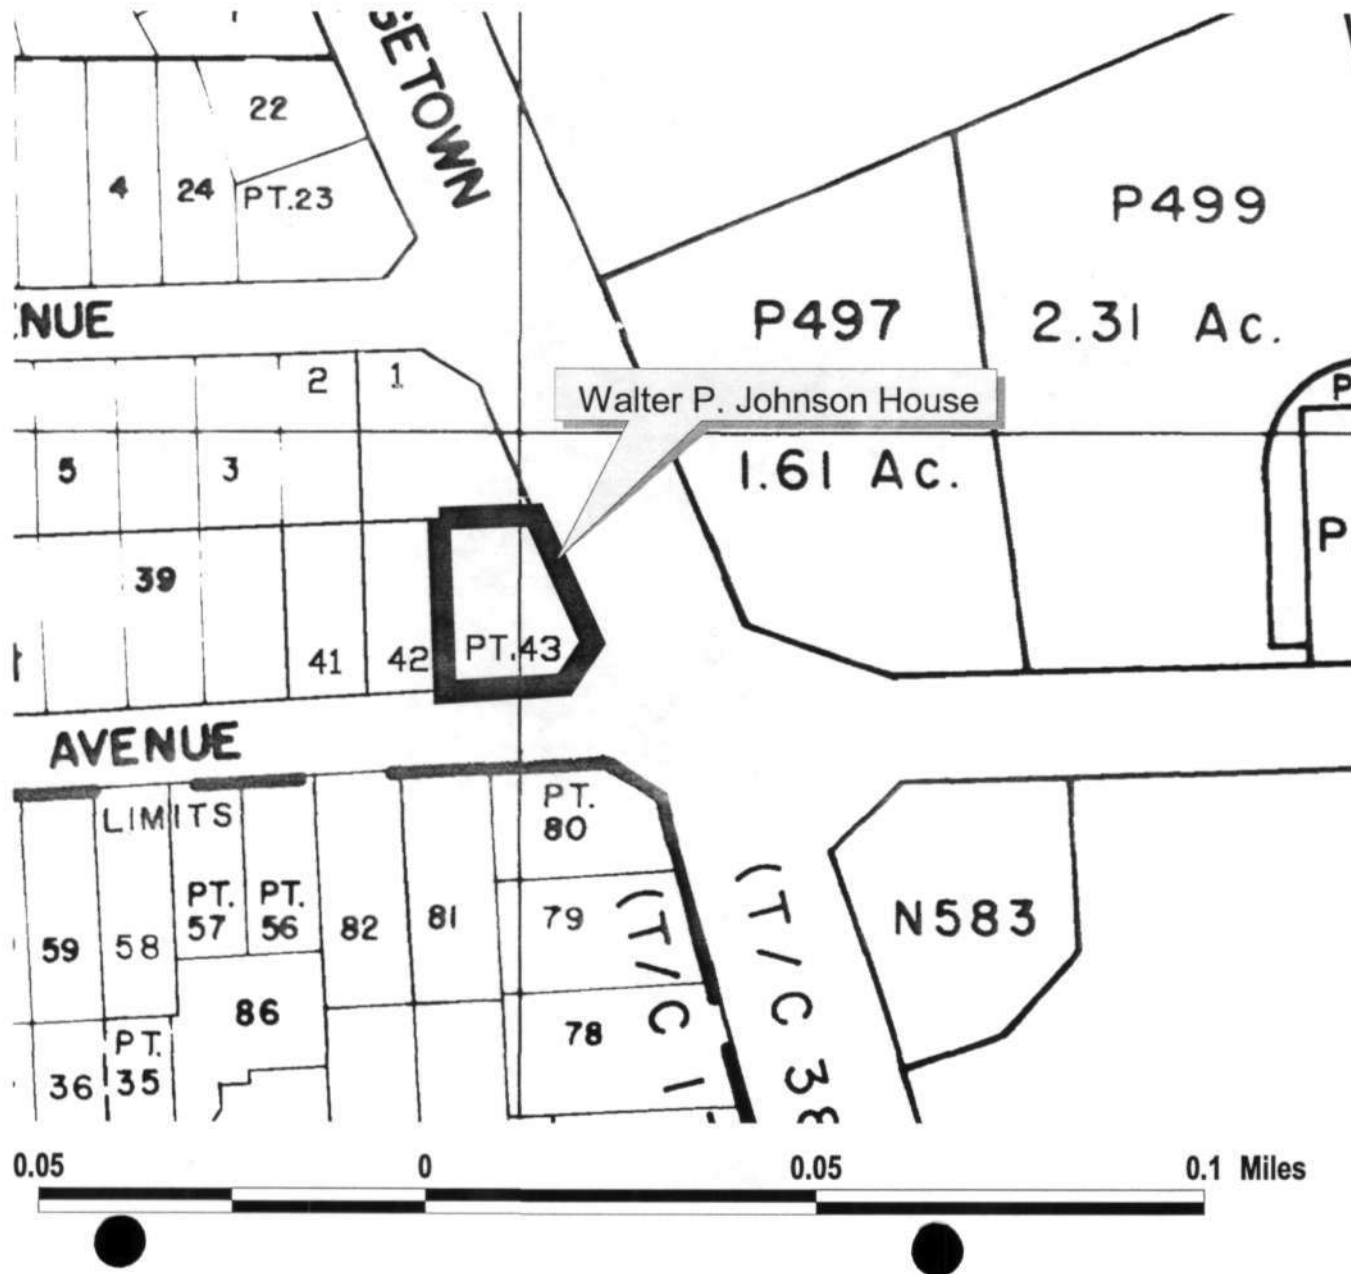 GETOWN
22
4
24
PT.23
P499
NUE
P497
2.31 Ac.
2
1
Walter P. Johnson House
P
5
3
1.61 Ac.
P
39
41
42
PT.43
AVENUE
LIMITS
PT.
80
PT.
57
PT.
56
59
58
82
81
79
(T/C 1
(T/C 38
N583
86
78
PT.
35
36
0.05 0 0.05 0.1 Miles